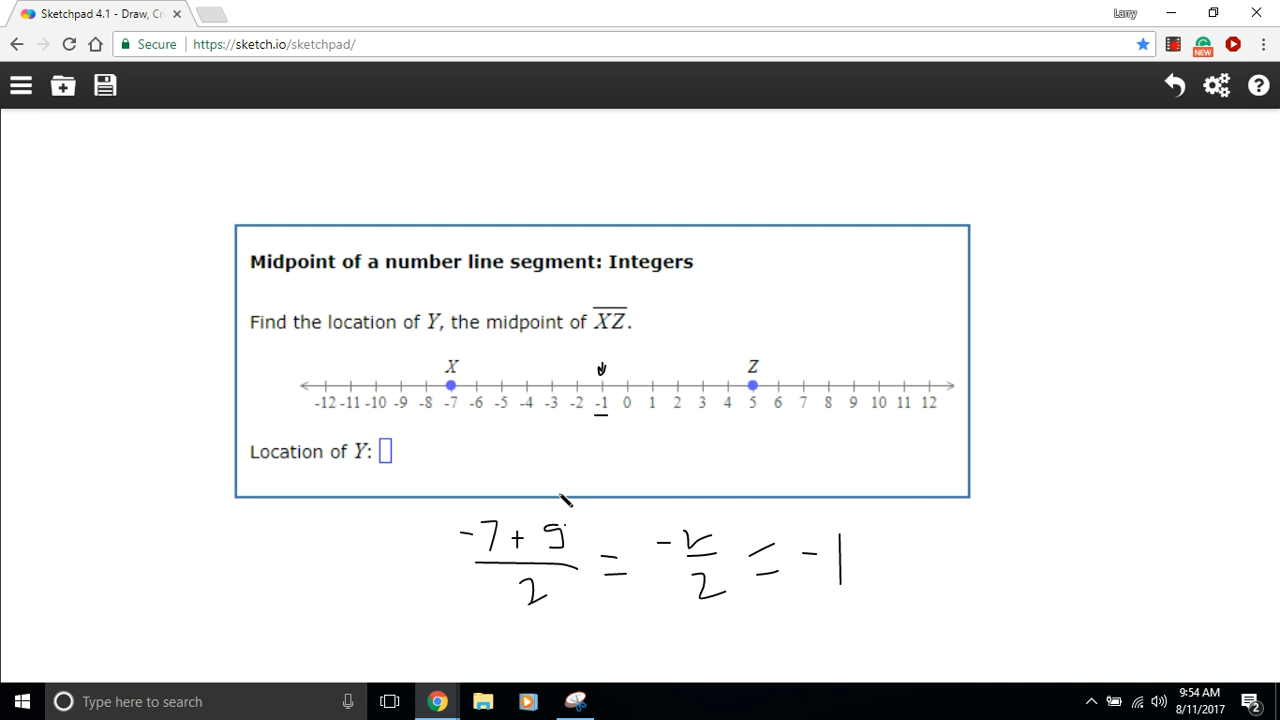 Sketchpad 4.1 - Draw, Cr
Larry
Secure https://sketch.io/sketchpad/
NEW
Midpoint of a number line segment: Integers
Find the location of Y, the midpoint of XZ.
X Z
-12 -11 -10 -9 -8 -7 -6 -5 -4 -3 -2 -1 0 1 2 3 4 5 6 7 8 9 10 11 12
Location of Y:
-7 + 5 = -2 = -1
2 2
Type here to search
9:54 AM
8/11/2017
2